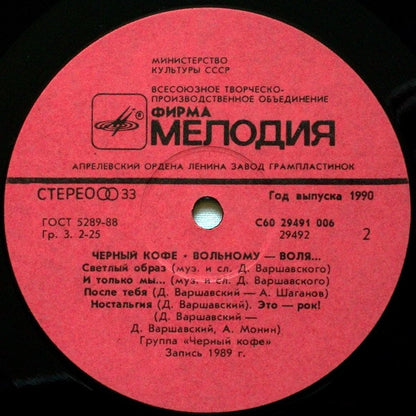 МИНИСТЕРСТВО
КУЛЬТУРЫ СССР
ВСЕСОЮЗНОЕ ТВОРЧЕСКО-
ПРОИЗВОДСТВЕННОЕ ОБЪЕДИНЕНИЕ
ФИРМА
МЕЛОДИЯ
®
АПРЕЛЕВСКИЙ ОРДЕНА ЛЕНИНА ЗАВОД ГРАМПЛАСТИНОК
СТЕРЕО 33
Год выпуска 1990
ГОСТ 5289-88
Гр. 3. 2-25
С60 29491 006
29492
2
ЧЕРНЫЙ КОФЕ • ВОЛЬНОМУ — ВОЛЯ...
Светлый образ (муз. и сл. Д. Варшавского)
И только мы... (муз. и сл. Д. Варшавского)
После тебя (Д. Варшавский — А. Шаганов)
Ностальгия (Д. Варшавский). Это — рок!
(Д. Варшавский —
Д. Варшавский, А. Монин)
Группа «Черный кофе»
Запись 1989 г.